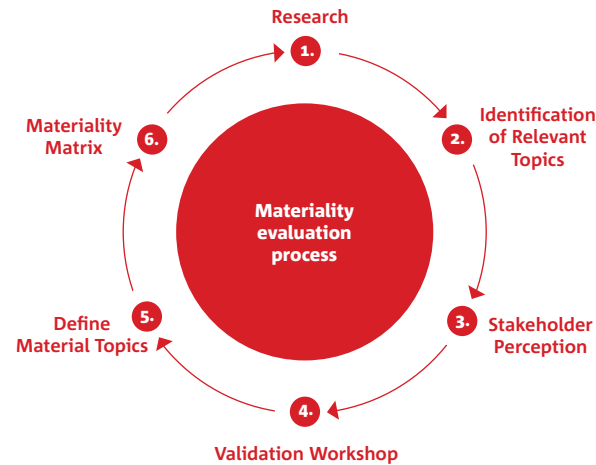 Research
1.
Identification
of Relevant
Topics
2.
3.
Stakeholder
Perception
4.
Validation Workshop
5.
Define
Material Topics
6.
Materiality
Matrix
Materiality
evaluation
process